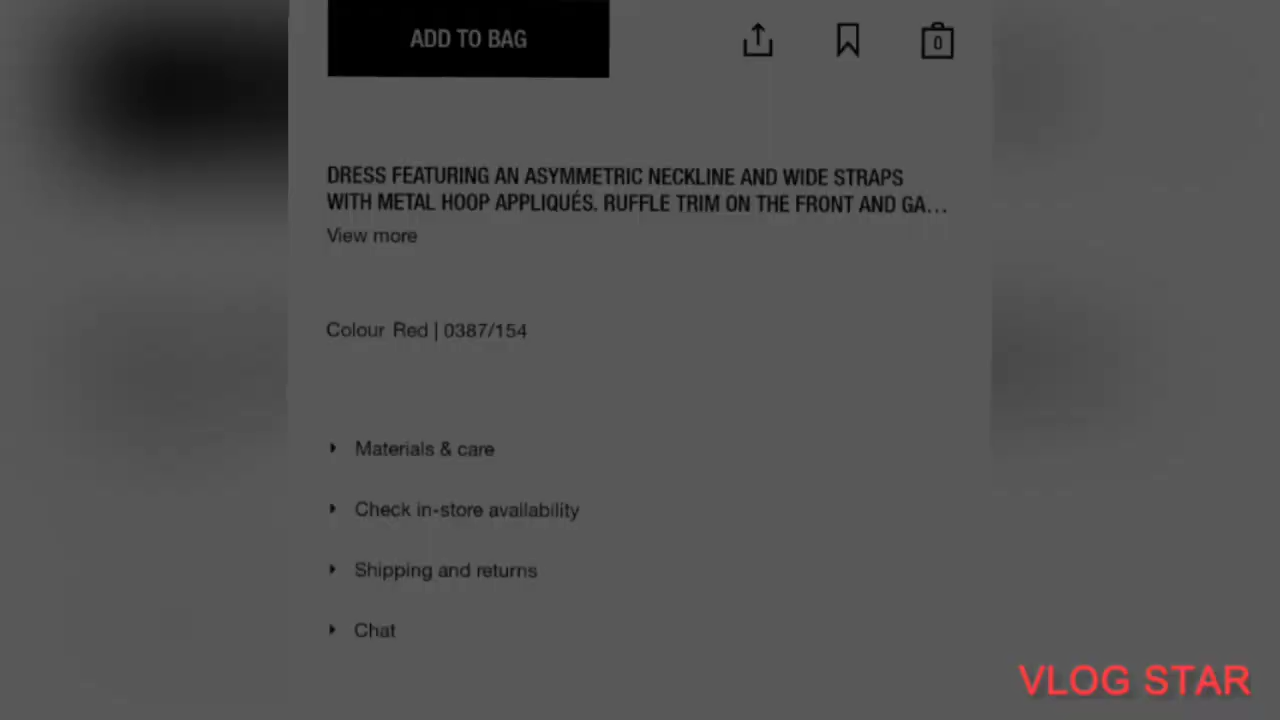 ADD TO BAG
0
DRESS FEATURING AN ASYMMETRIC NECKLINE AND WIDE STRAPS
WITH METAL HOOP APPLIQUÉS. RUFFLE TRIM ON THE FRONT AND GA…
View more
Colour Red | 0387/154
Materials & care
Check in-store availability
Shipping and returns
Chat
VLOG STAR